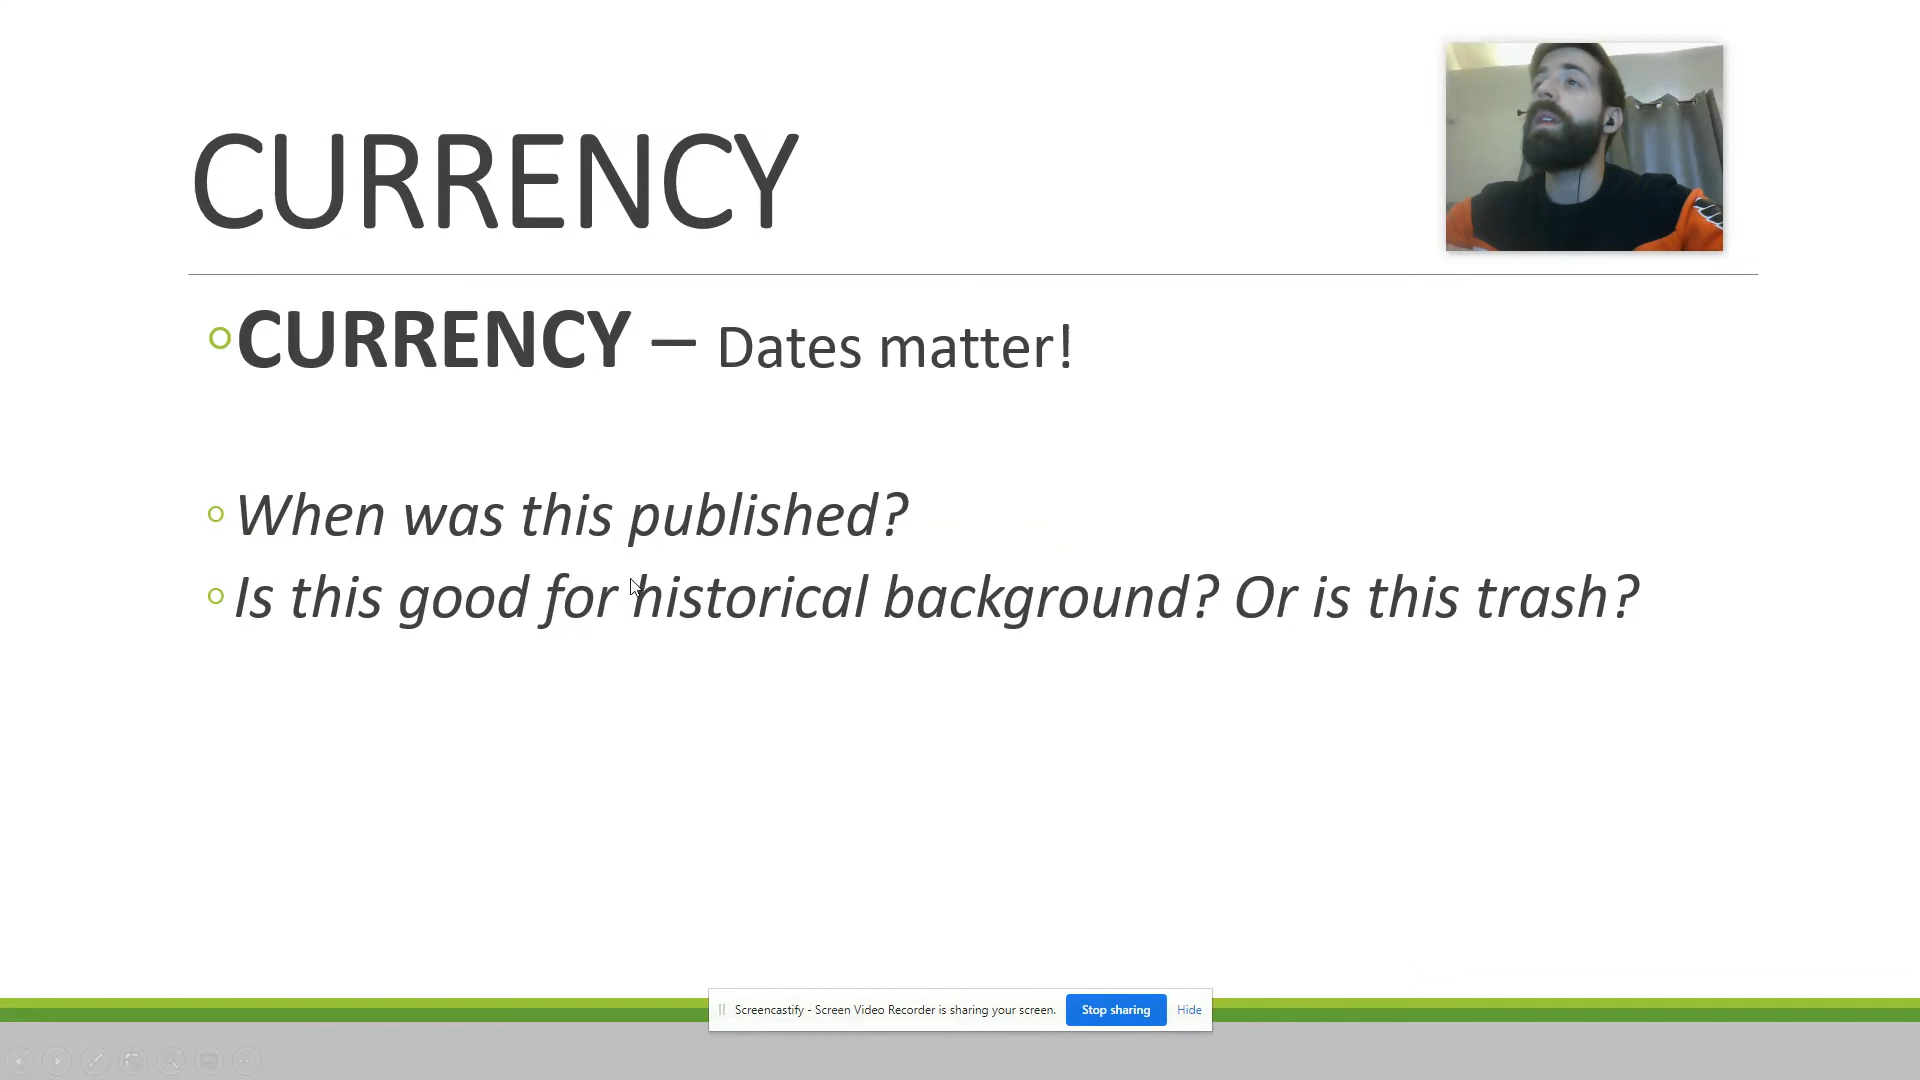 CURRENCY
CURRENCY – Dates matter!
When was this published?
Is this good for historical background? Or is this trash?
Screencastify - Screen Video Recorder is sharing your screen. Stop sharing Hide